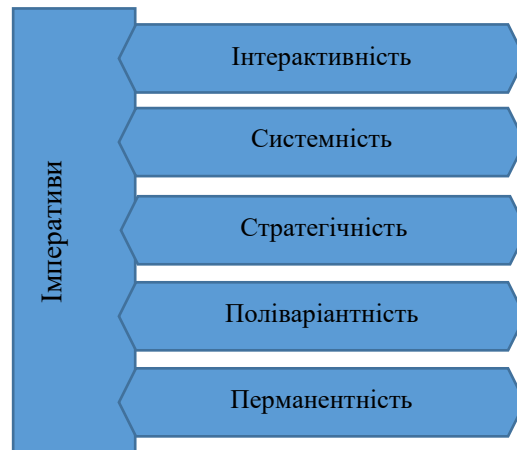 Імперативи
Інтерактивність
Системність
Стратегічність
Поліваріантність
Перманентність